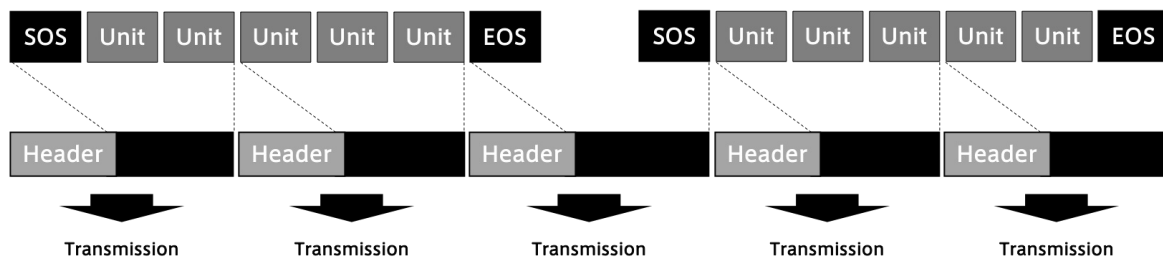 SOS Unit Unit Unit Unit Unit EOS SOS Unit Unit Unit Unit Unit EOS
Header Header Header Header Header
Transmission Transmission Transmission Transmission Transmission